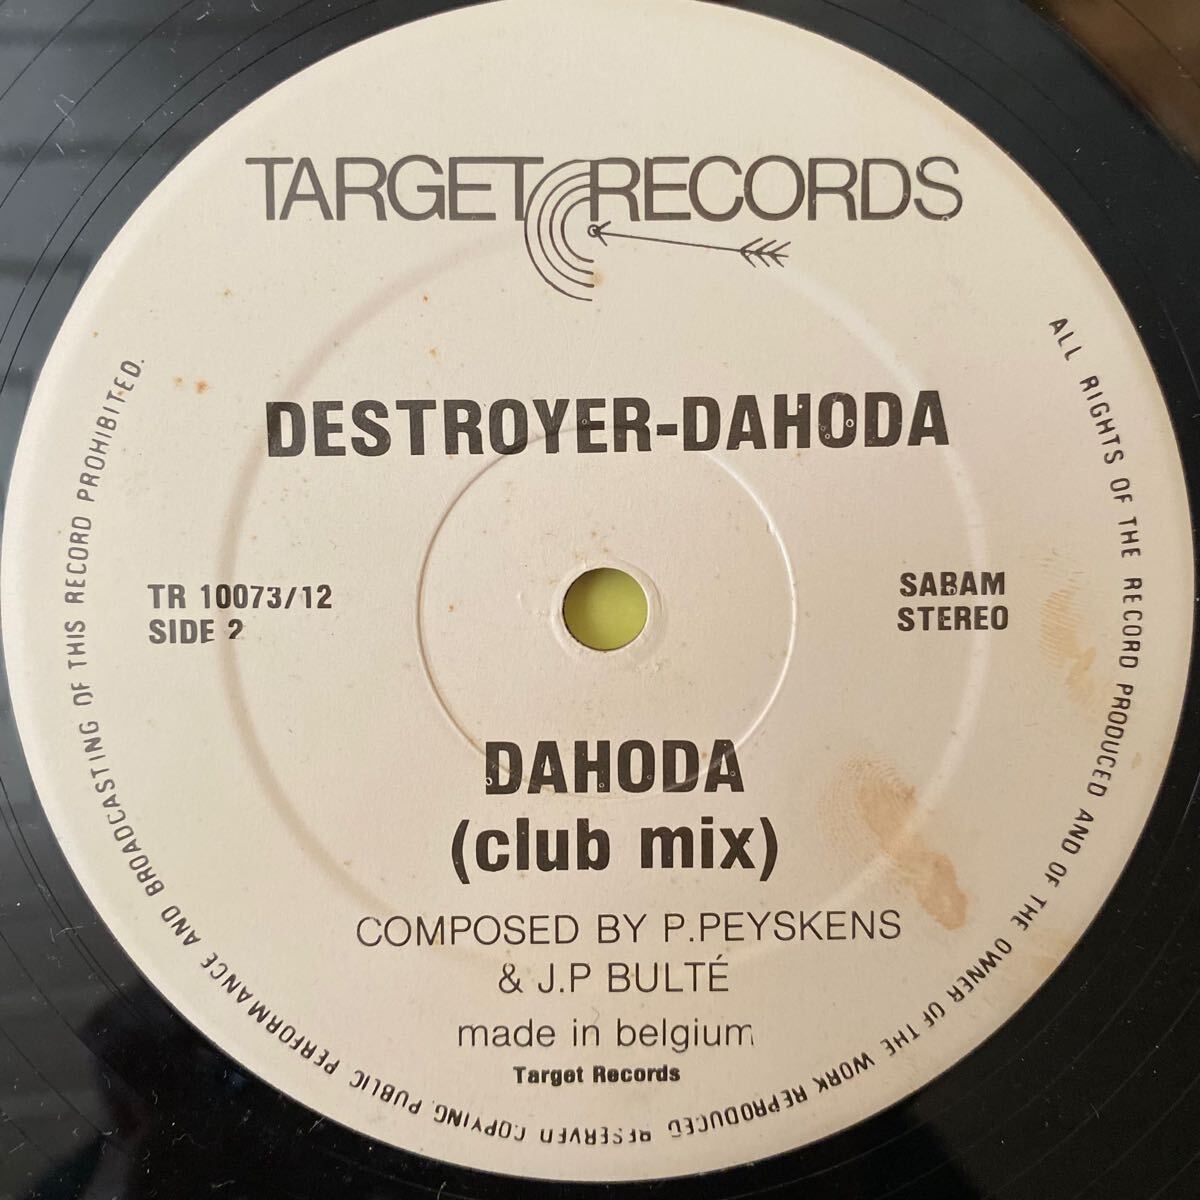 TARGET RECORDS
DESTROYER-DAHODA
TR 10073/12
SIDE 2
SABAM
STEREO
DAHODA
(club mix)
COMPOSED BY P.PEYSKENS
& J.P BULTÉ
made in belgium
Target Records
ALL RIGHTS OF THE RECORD PRODUCED AND OF THE OWNER OF THE WORK REPRODUCED RESERVED COPYING, PUBLIC PERFORMANCE AND BROADCASTING OF THIS RECORD PROHIBITED.